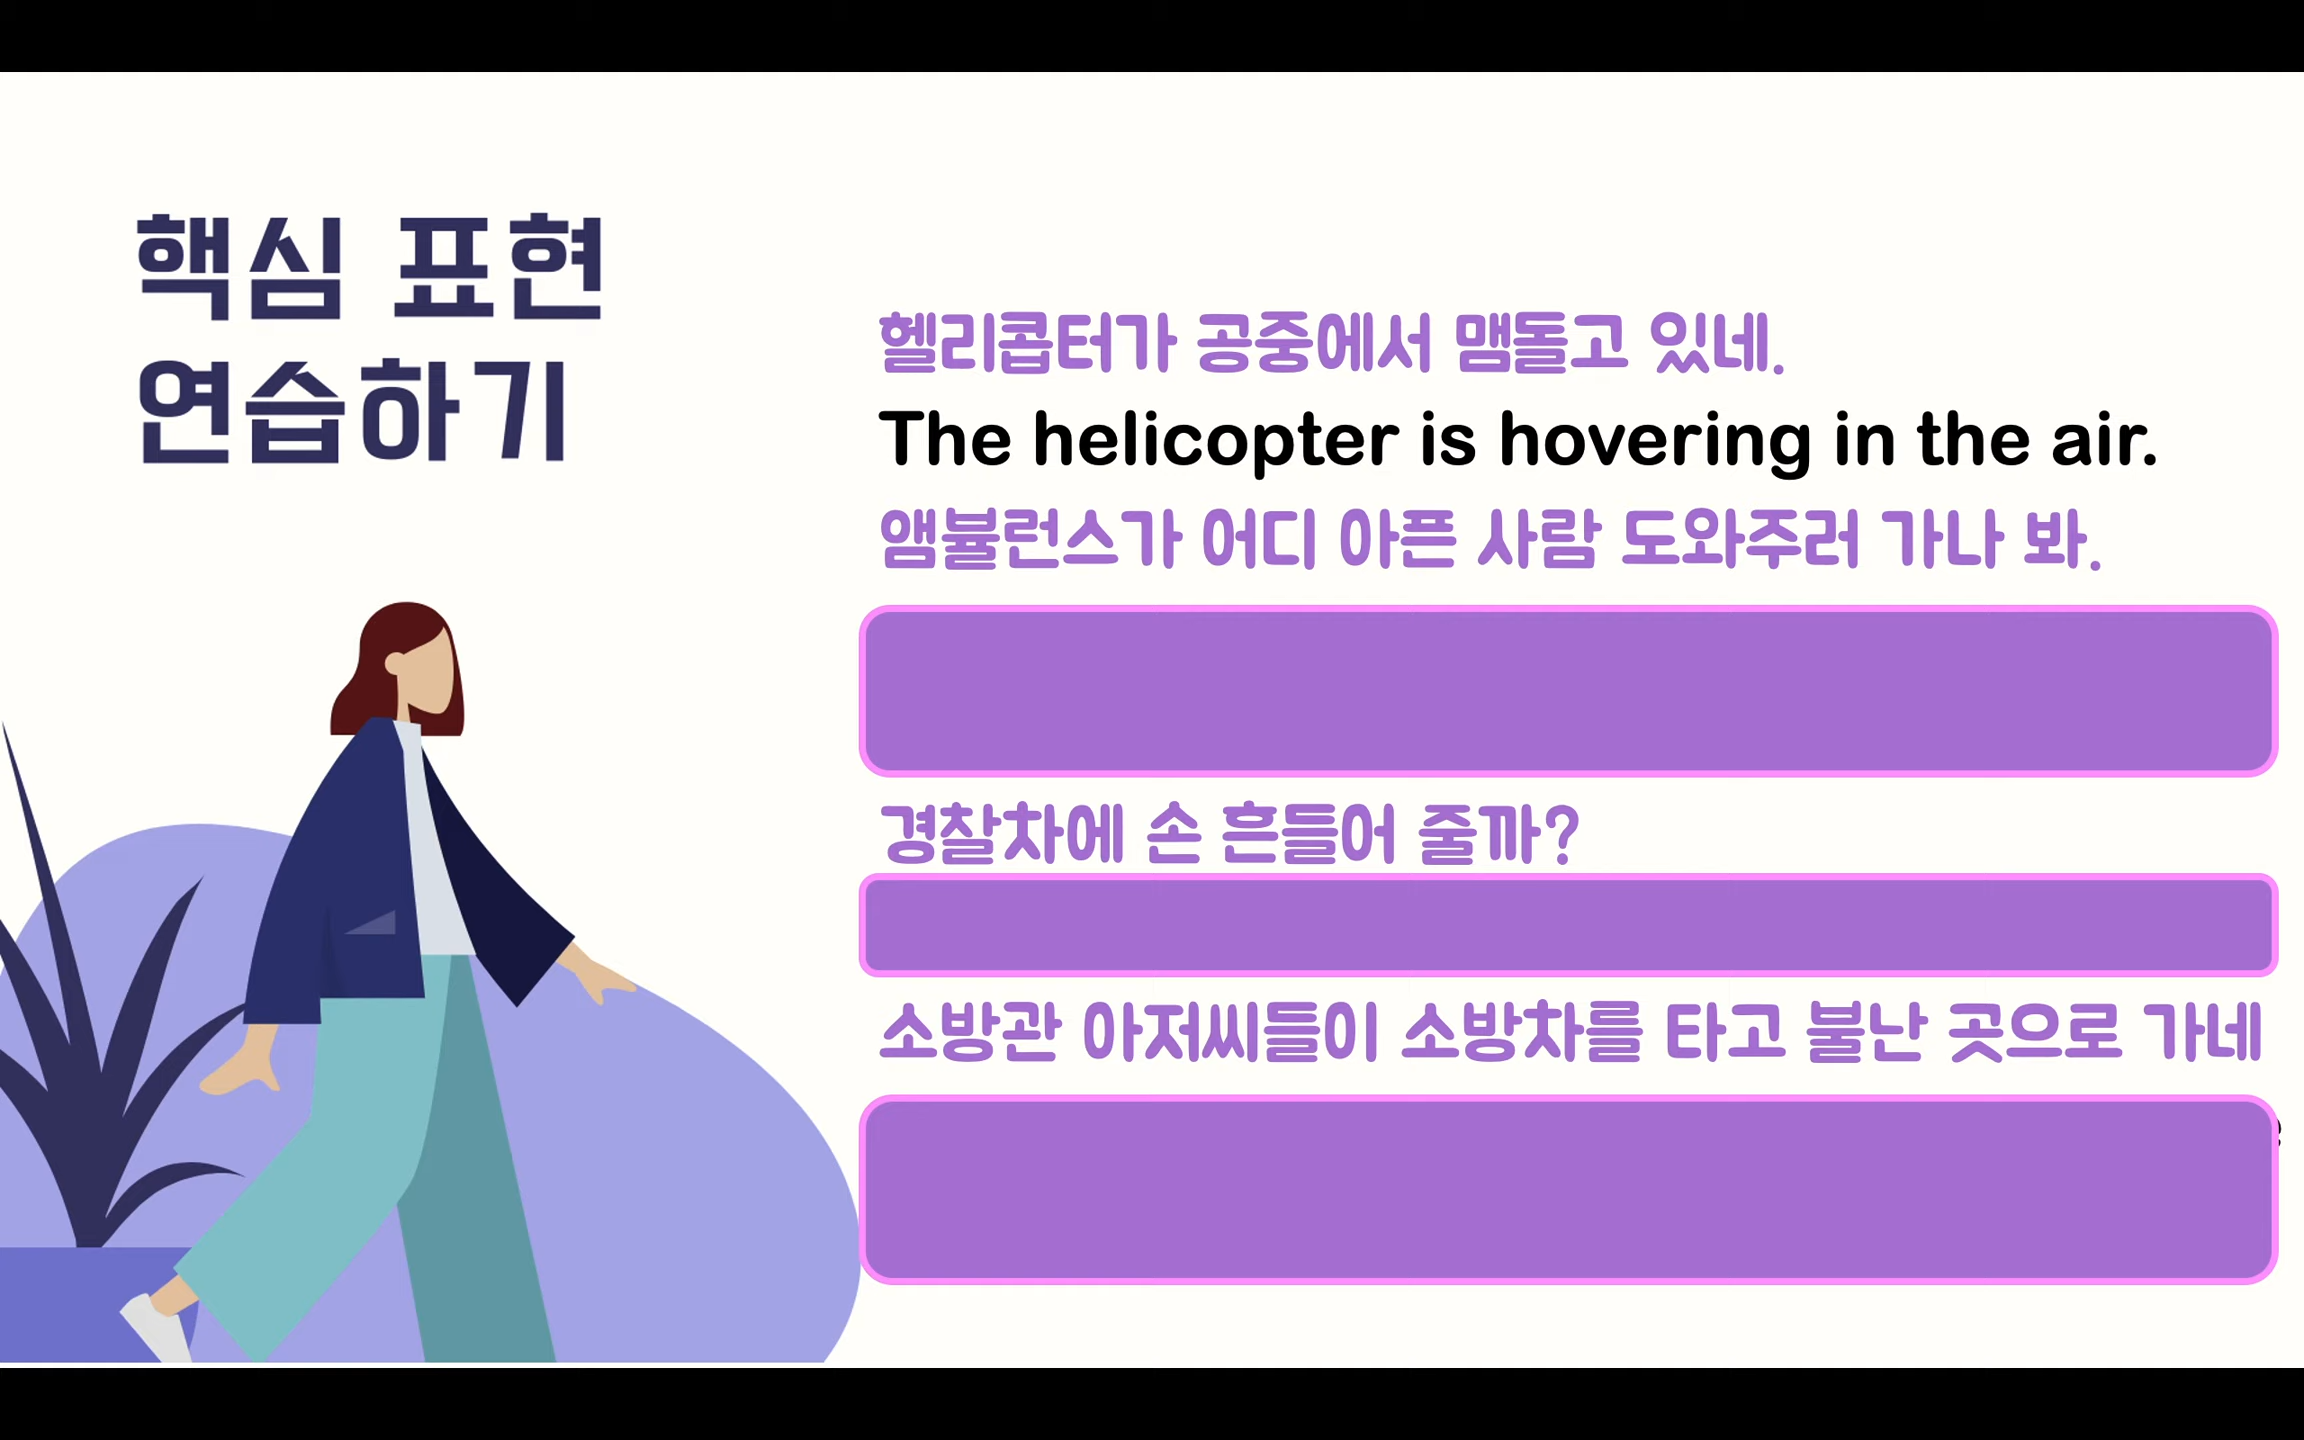 핵심 표현
연습하기
헬리콥터가 공중에서 맴돌고 있네.
The helicopter is hovering in the air.
앰뷸런스가 어디 아픈 사람 도와주러 가나 봐.
경찰차에 손 흔들어 줄까?
소방관 아저씨들이 소방차를 타고 불난 곳으로 가네